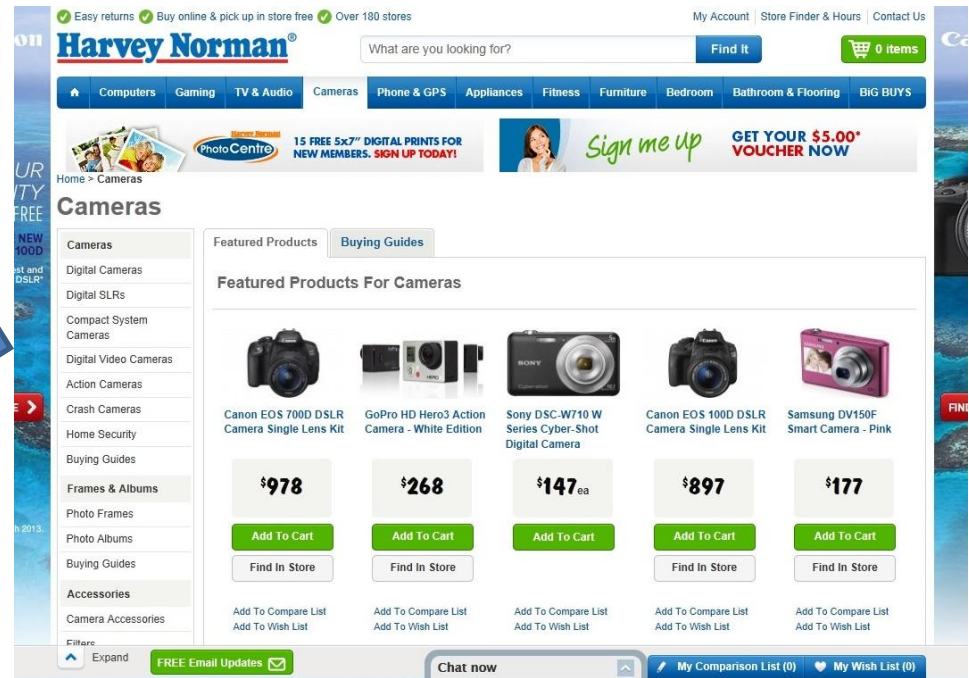 Easy returns Buy online & pick up in store free Over 180 stores
My Account Store Finder & Hours Contact Us
Harvey Norman®
What are you looking for?
Find It
0 items
Computers Gaming TV & Audio Cameras Phone & GPS Appliances Fitness Furniture Bedroom Bathroom & Flooring BiG BUYS
Harvey Norman
PhotoCentre
15 FREE 5x7" DIGITAL PRINTS FOR
NEW MEMBERS. SIGN UP TODAY!
Sign me up
GET YOUR $5.00*
VOUCHER NOW
Home > Cameras
Cameras
FREE
NEW
100D
DSLR*
Cameras
Digital Cameras
Digital SLRs
Compact System
Cameras
Digital Video Cameras
Action Cameras
Crash Cameras
Home Security
Buying Guides
Frames & Albums
Photo Frames
Photo Albums
Buying Guides
Accessories
Camera Accessories
Filters
Featured Products Buying Guides
Featured Products For Cameras
Canon EOS 700D DSLR
Camera Single Lens Kit
$978
Add To Cart
Find In Store
Add To Compare List
Add To Wish List
GoPro HD Hero3 Action
Camera - White Edition
$268
Add To Cart
Find In Store
Add To Compare List
Add To Wish List
SONY
Sony DSC-W710 W
Series Cyber-Shot
Digital Camera
$147ea
Add To Cart
Add To Compare List
Add To Wish List
Canon EOS 100D DSLR
Camera Single Lens Kit
$897
Add To Cart
Find In Store
Add To Compare List
Add To Wish List
Samsung DV150F
Smart Camera - Pink
$177
Add To Cart
Find In Store
Add To Compare List
Add To Wish List
2013.
Expand
FREE Email Updates
Chat now
My Comparison List (0)
My Wish List (0)